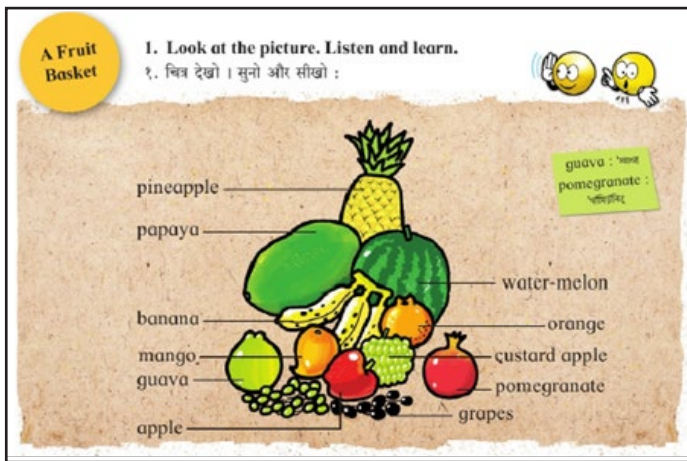 A Fruit
Basket
1. Look at the picture. Listen and learn.
१. चित्र देखो । सुनो और सीखो :
guava : 'ग्वाव्ह
pomegranate :
pineapple
papaya
water-melon
banana
orange
mango
custard apple
guava
pomegranate
grapes
apple